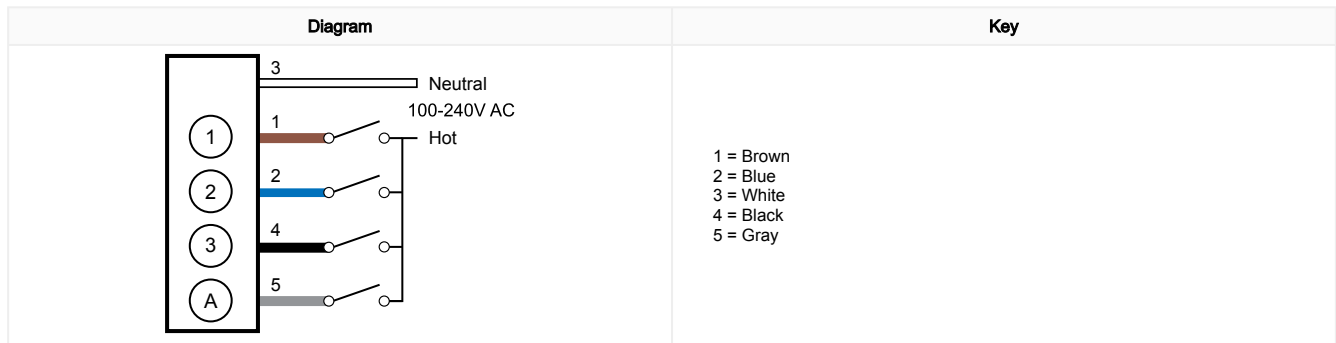 Diagram
Key
3
Neutral
100-240V AC
1
1
Hot
2
2
3
4
A
5
1 = Brown
2 = Blue
3 = White
4 = Black
5 = Gray